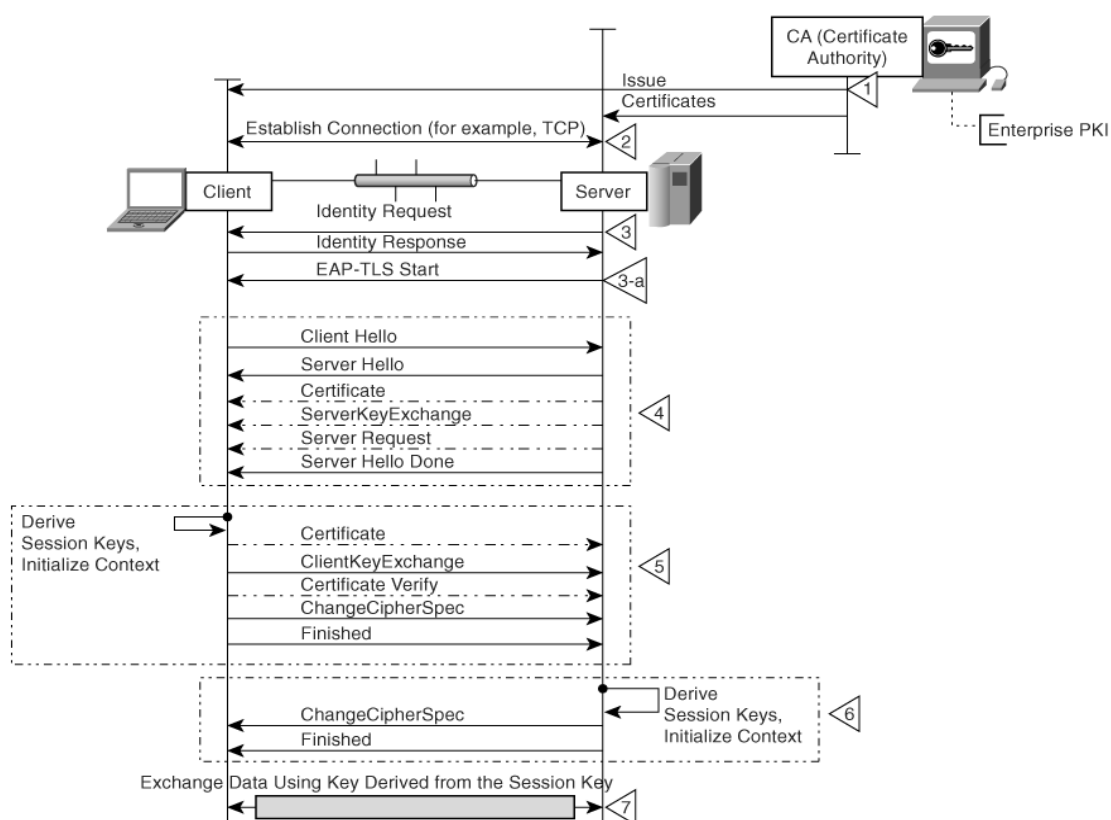 CA (Certificate
Authority)
Issue
1
Certificates
Enterprise PKI
Establish Connection (for example, TCP)
2
Client
Server
Identity Request
3
Identity Response
EAP-TLS Start
3-a
Client Hello
Server Hello
Certificate
ServerKeyExchange
4
Server Request
Server Hello Done
Derive
Session Keys,
Initialize Context
Certificate
ClientKeyExchange
5
Certificate Verify
ChangeCipherSpec
Finished
Derive
Session Keys,
Initialize Context
6
ChangeCipherSpec
Finished
Exchange Data Using Key Derived from the Session Key
7